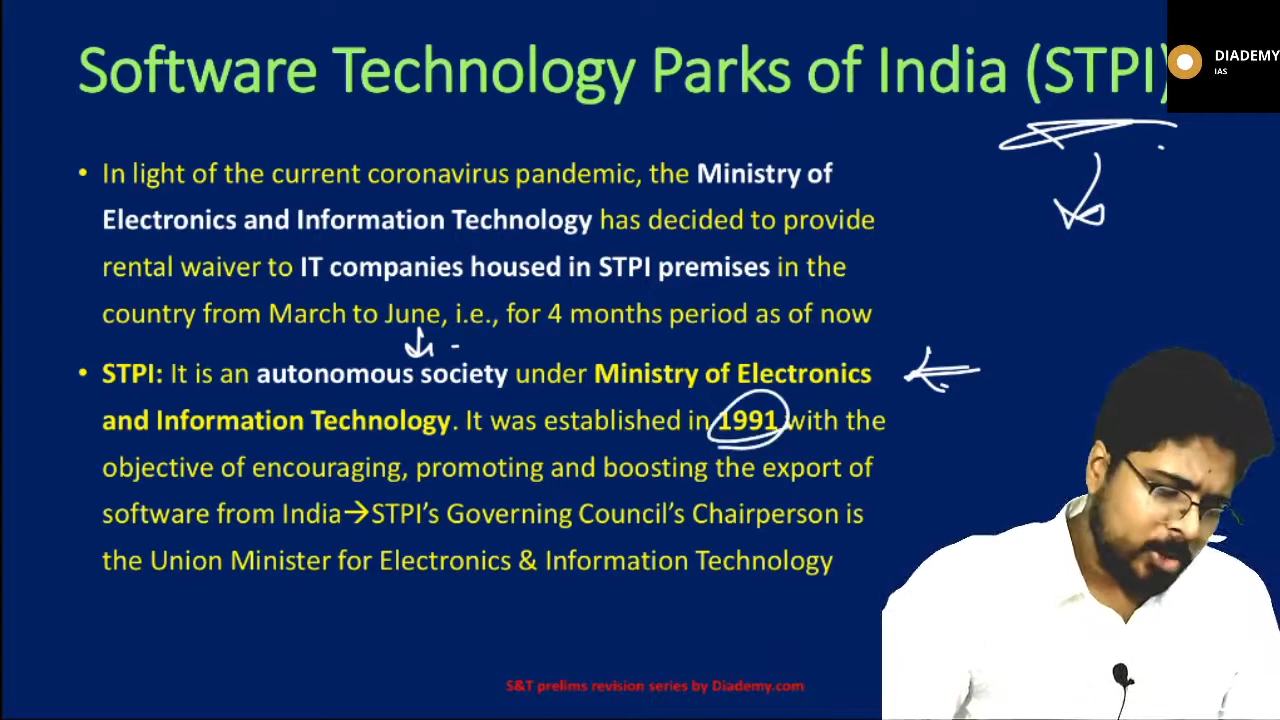 Software Technology Parks of India (STPI)
DIADEMY
IAS
• In light of the current coronavirus pandemic, the Ministry of
Electronics and Information Technology has decided to provide
rental waiver to IT companies housed in STPI premises in the
country from March to June, i.e., for 4 months period as of now
• STPI: It is an autonomous society under Ministry of Electronics
and Information Technology. It was established in 1991 with the
objective of encouraging, promoting and boosting the export of
software from India→STPI's Governing Council's Chairperson is
the Union Minister for Electronics & Information Technology
S&T prelims revision series by Diademy.com